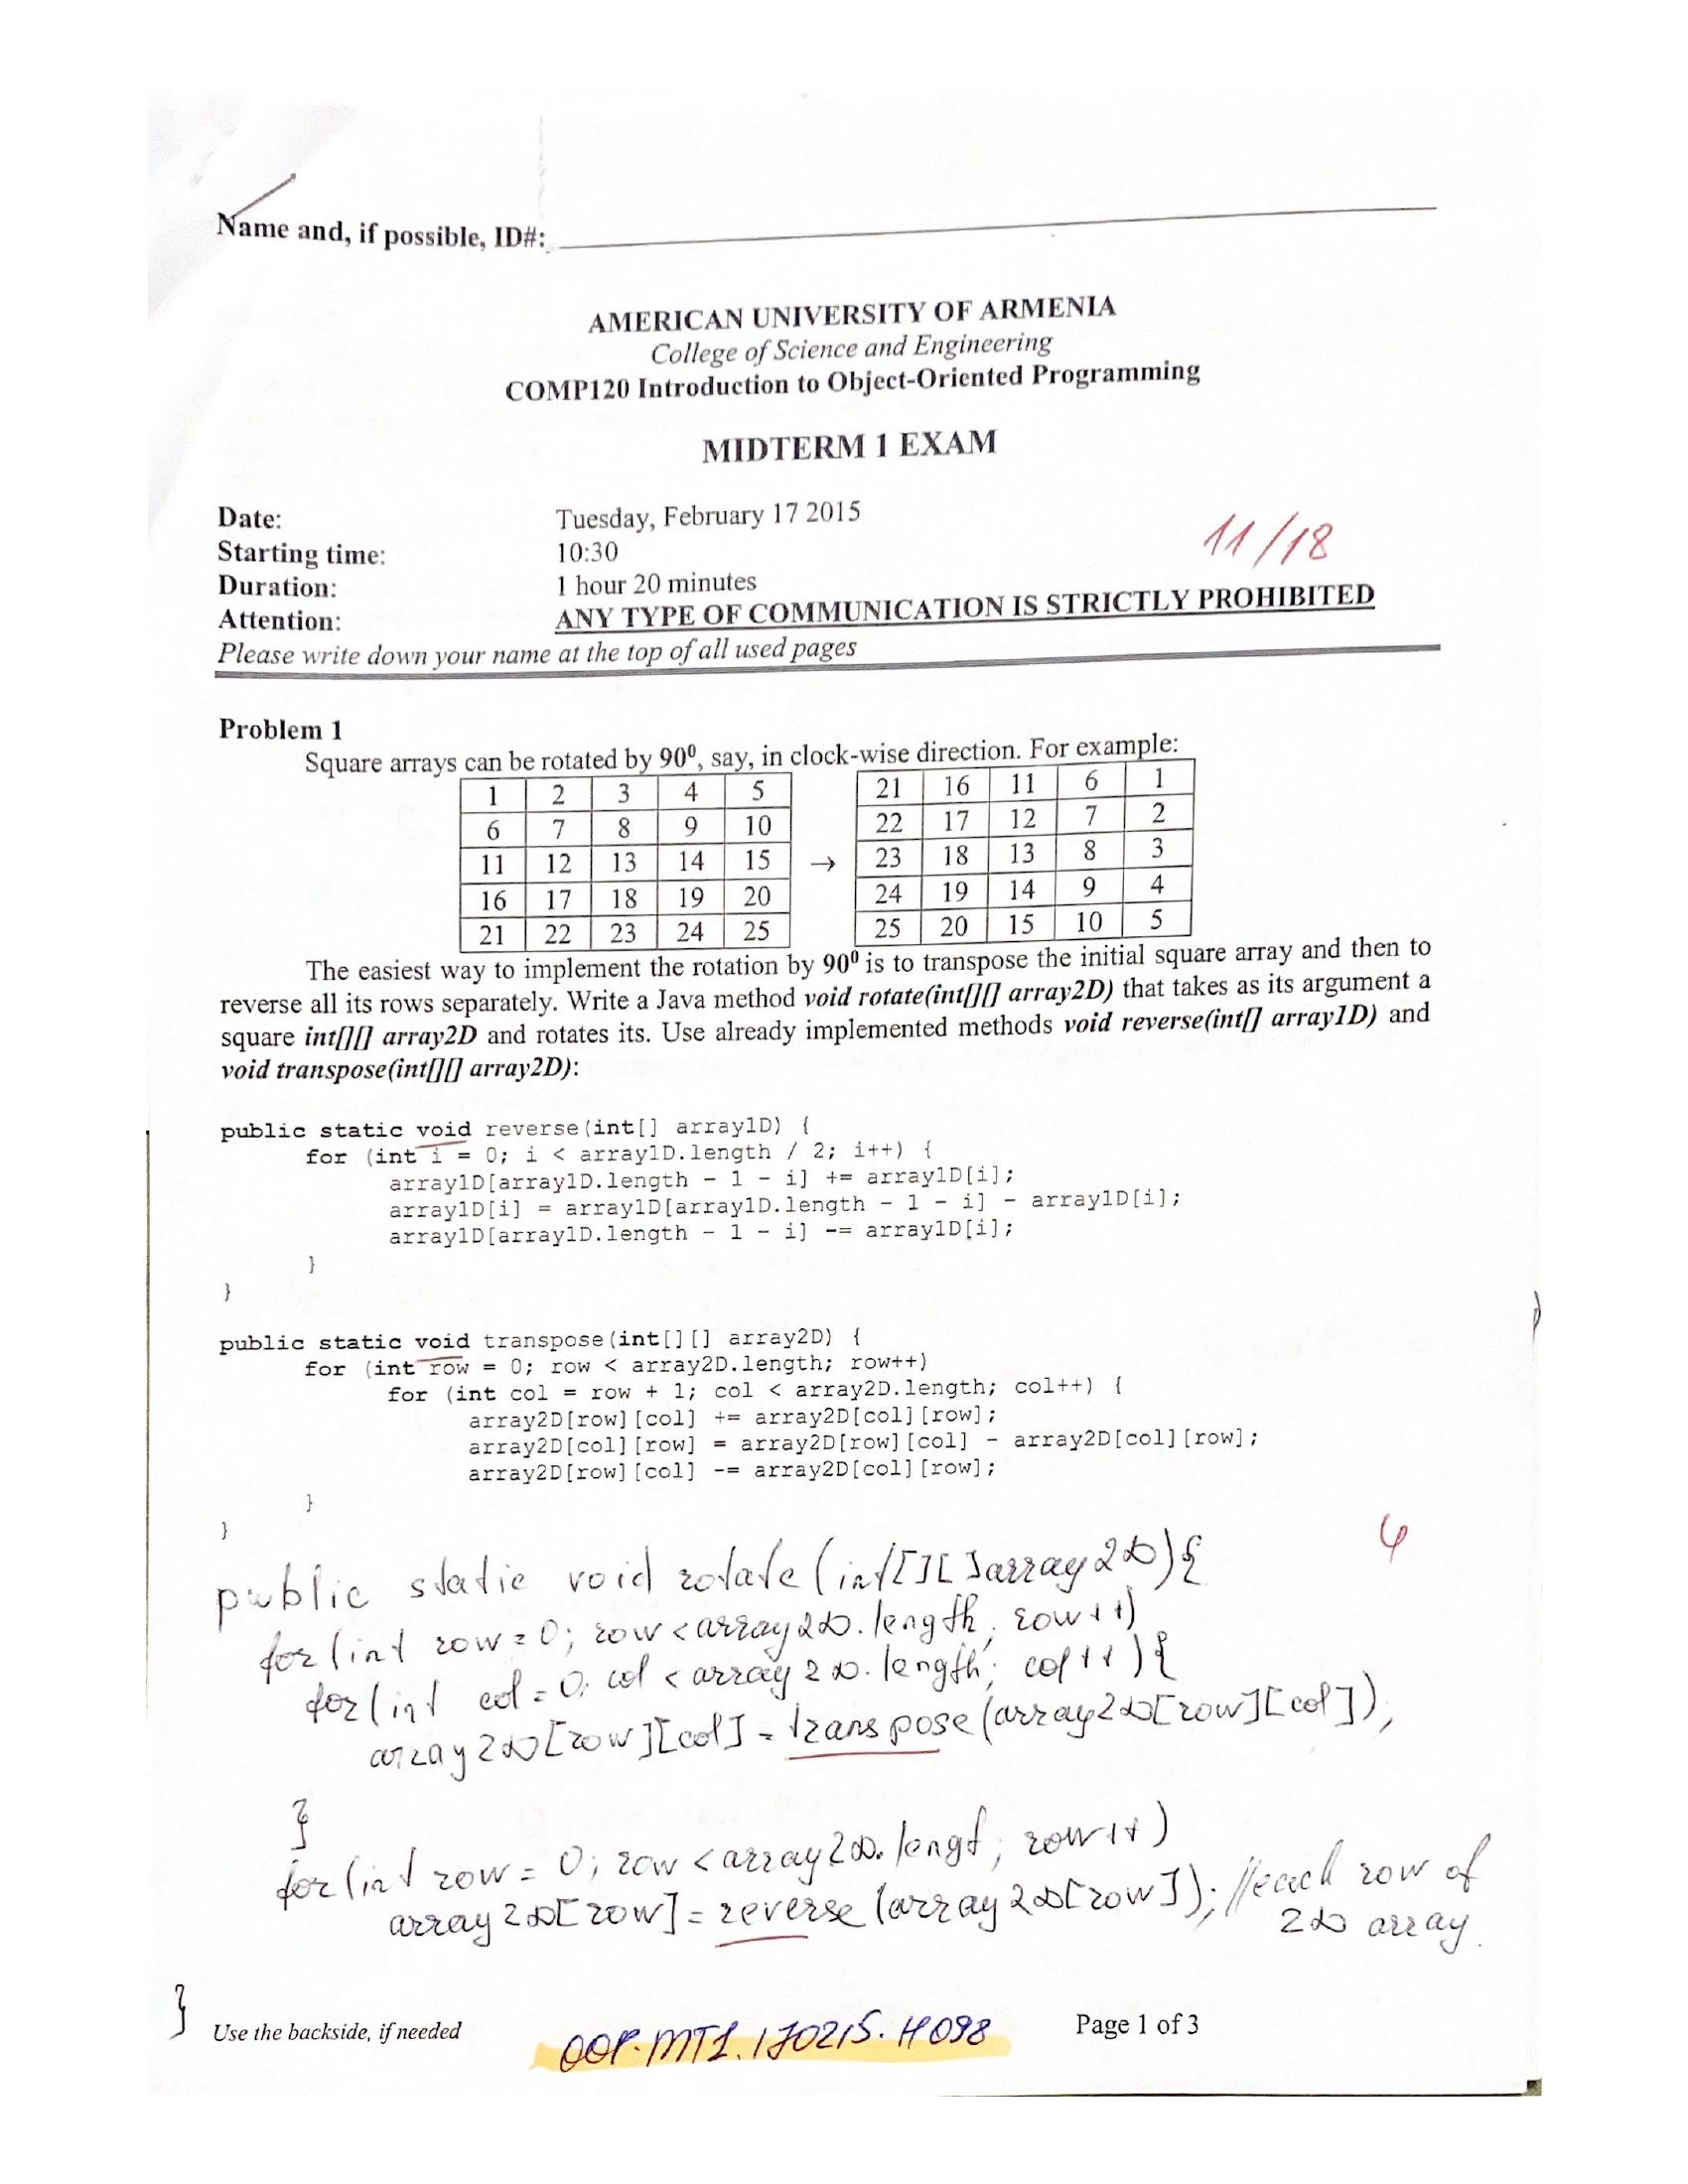 Name and, if possible, ID#:
AMERICAN UNIVERSITY OF ARMENIA
College of Science and Engineering
COMP120 Introduction to Object-Oriented Programming
MIDTERM 1 EXAM
Date: Tuesday, February 17 2015
11/18
Starting time: 10:30
Duration: 1 hour 20 minutes
Attention: ANY TYPE OF COMMUNICATION IS STRICTLY PROHIBITED
Please write down your name at the top of all used pages
Problem 1
Square arrays can be rotated by 90⁰, say, in clock-wise direction. For example:
1 2 3 4 5 21 16 11 6 1
6 7 8 9 10 22 17 12 7 2
11 12 13 14 15 → 23 18 13 8 3
16 17 18 19 20 24 19 14 9 4
21 22 23 24 25 25 20 15 10 5
The easiest way to implement the rotation by 90⁰ is to transpose the initial square array and then to
reverse all its rows separately. Write a Java method void rotate(int[][] array2D) that takes as its argument a
square int[][] array2D and rotates its. Use already implemented methods void reverse(int[] array1D) and
void transpose(int[][] array2D):
public static void reverse(int[] array1D) {
for (int i = 0; i < array1D.length / 2; i++) {
array1D[array1D.length - 1 - i] += array1D[i];
array1D[i] = array1D[array1D.length - 1 - i] - array1D[i];
array1D[array1D.length - 1 - i] -= array1D[i];
}
}
public static void transpose(int[][] array2D) {
for (int row = 0; row < array2D.length; row++)
for (int col = row + 1; col < array2D.length; col++) {
array2D[row][col] += array2D[col][row];
array2D[col][row] = array2D[row][col] - array2D[col][row];
array2D[row][col] -= array2D[col][row];
}
}
public static void rotate(int[][]array2D){
for(int row=0; row<array2D.length; row++)
for(int col=0; col<array2D.length; col++){
array2D[row][col]=transpose(array2D[row][col]);
}
for(int row=0; row<array2D.lengt; row++)
array2D[row]=reverse(array2D[row]); //each row of
2D array.
}
Use the backside, if needed
OOP.MT1.170215.H098
Page 1 of 3